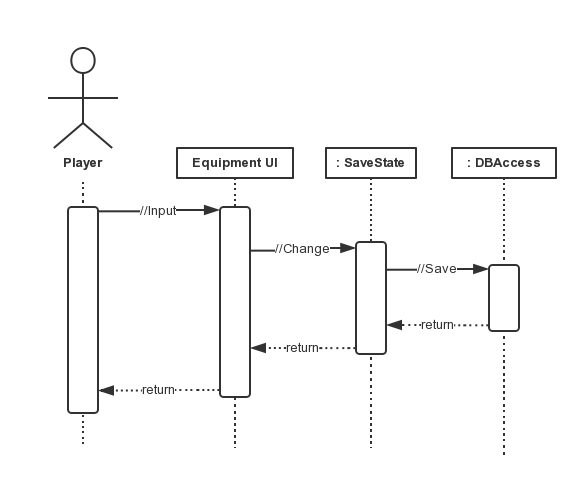 Player
Equipment UI
: SaveState
: DBAccess
//Input
//Change
//Save
return
return
return